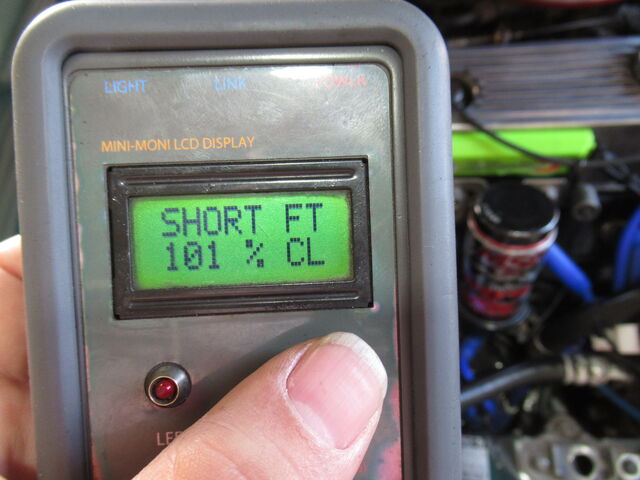 LIGHT LINK POWER
MINI-MONI LCD DISPLAY
SHORT FT
101 % CL